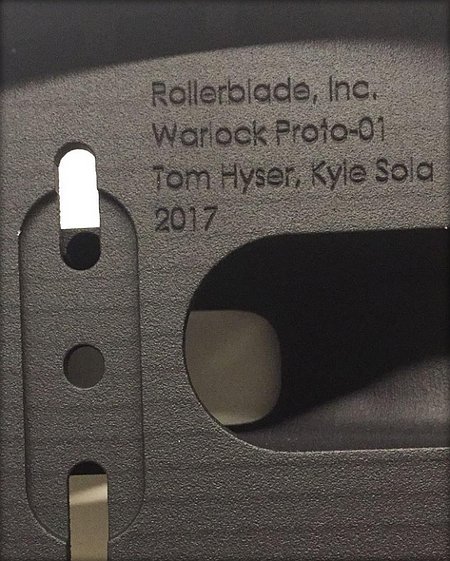 Rollerblade, Inc.
Warlock Proto-01
Tom Hyser, Kyle Sola
2017